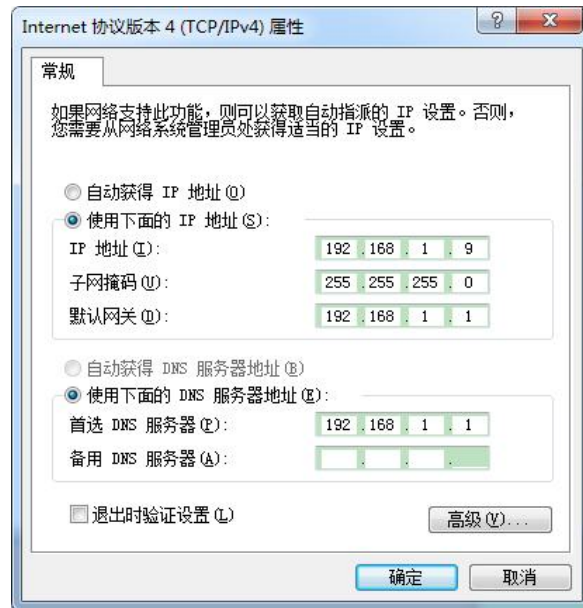 Internet 协议版本 4 (TCP/IPv4) 属性
常规
如果网络支持此功能，则可以获取自动指派的 IP 设置。否则，
您需要从网络系统管理员处获得适当的 IP 设置。
自动获得 IP 地址(O)
使用下面的 IP 地址(S):
IP 地址(I): 192 .168 . 1 . 9
子网掩码(U): 255 .255 .255 . 0
默认网关(D): 192 .168 . 1 . 1
自动获得 DNS 服务器地址(B)
使用下面的 DNS 服务器地址(E):
首选 DNS 服务器(P): 192 .168 . 1 . 1
备用 DNS 服务器(A): . . .
退出时验证设置(L)
高级(V)...
确定 取消